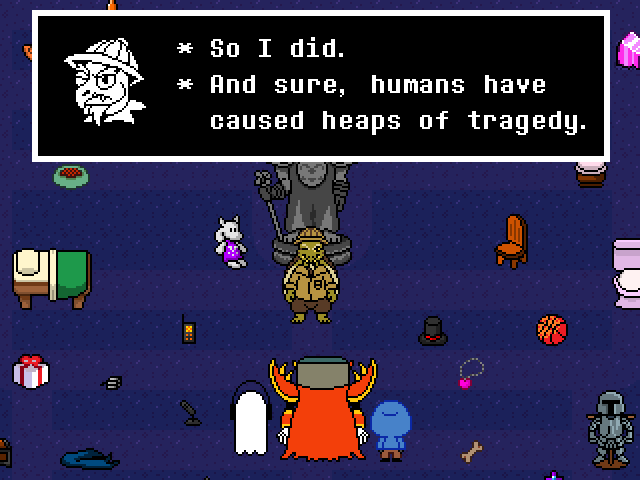 * So I did.
* And sure, humans have
caused heaps of tragedy.